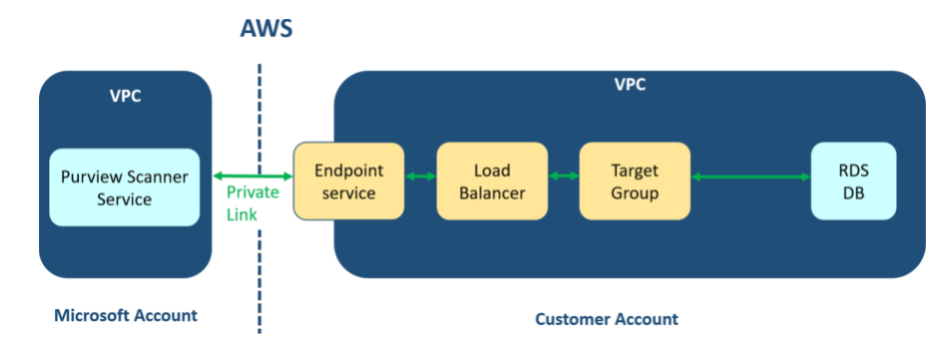 AWS
VPC
VPC
Purview Scanner
Service
Private
Link
Endpoint
service
Load
Balancer
Target
Group
RDS
DB
Microsoft Account
Customer Account